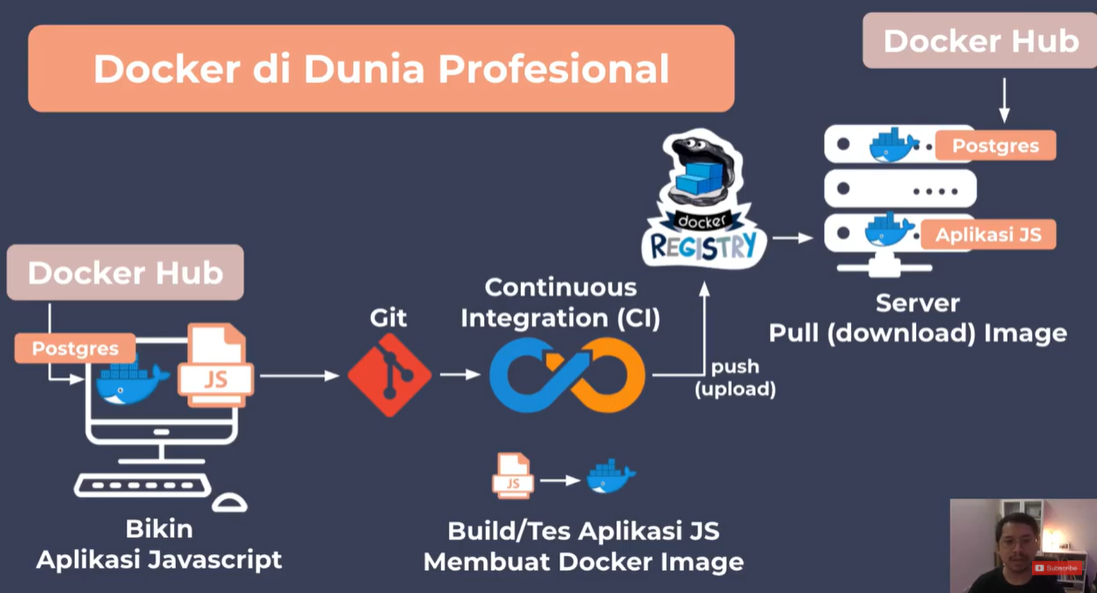 Docker di Dunia Profesional
Docker Hub
Postgres
Aplikasi JS
docker
REGISTRY
Server
Pull (download) Image
Docker Hub
Postgres
JS
Bikin
Aplikasi Javascript
Git
Continuous
Integration (CI)
push
(upload)
JS
Build/Tes Aplikasi JS
Membuat Docker Image
Subscribe